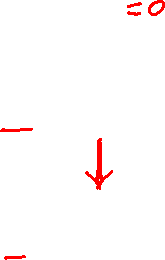 =0
—
↓
—